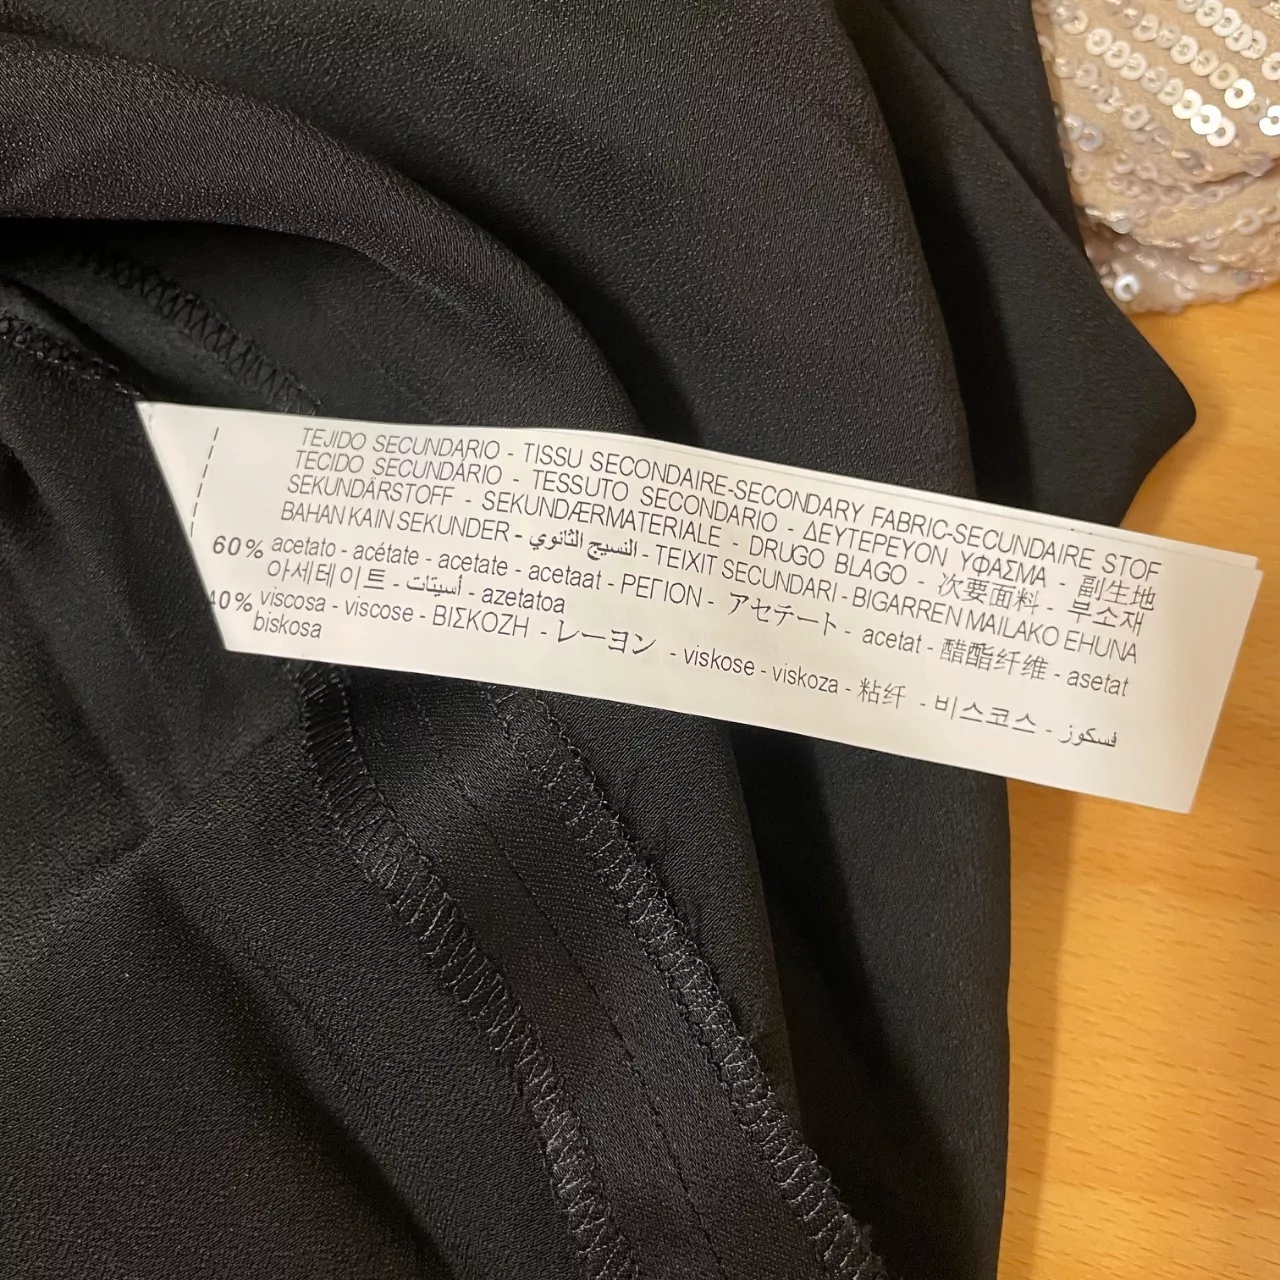 TEJIDO SECUNDARIO - TISSU SECONDAIRE-SECONDARY FABRIC-SECUNDAIRE STOF
TECIDO SECUNDÁRIO - TESSUTO SECONDARIO - ΔΕΥΤΕΡΕΥΟΝ ΥΦΑΣΜΑ - 副生地
SEKUNDÄRSTOFF - SEKUNDÆRMATERIALE - DRUGO BLAGO - 次要面料 - 부소재
BAHAN KAIN SEKUNDER - النسيج الثانوي - TEIXIT SECUNDARI - BIGARREN MAILAKO EHUNA
60% acetato - acétate - acetate - acetaat - ΡΕΓΙΟΝ - アセテート - acetat - 醋酯纤维 - asetat
아세테이트 - أسيتات - azetatoa
40% viscosa - viscose - ΒΙΣΚΟΖΗ - レーヨン - viskose - viskoza - 粘纤 - 비스코스 - فسكوز
biskosa